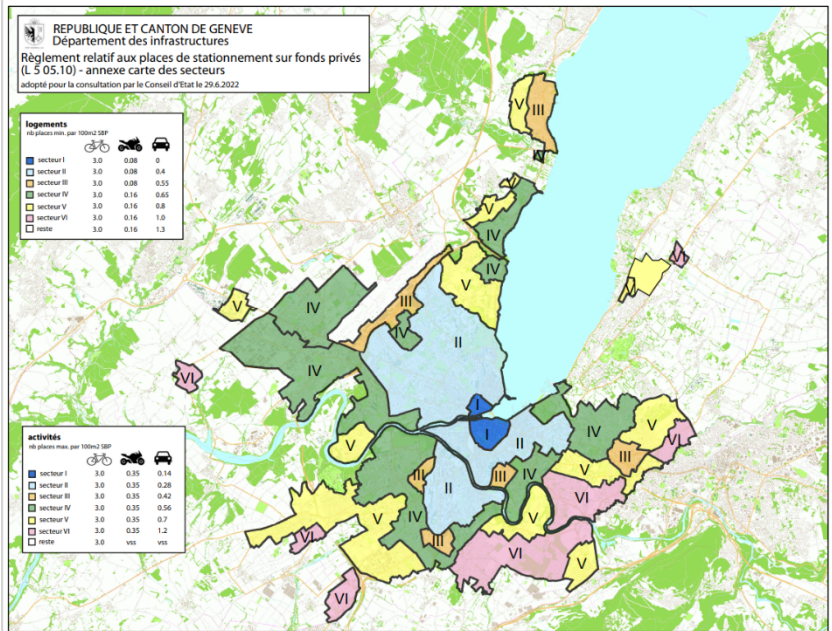 REPUBLIQUE ET CANTON DE GENEVE
Département des infrastructures
Règlement relatif aux places de stationnement sur fonds privés
(L 5 05.10) - annexe carte des secteurs
adopté pour la consultation par le Conseil d'Etat le 29.6.2022
logements
nb places min. par 100m2 SBP
secteur I 3.0 0.08 0
secteur II 3.0 0.08 0.4
secteur III 3.0 0.08 0.55
secteur IV 3.0 0.16 0.65
secteur V 3.0 0.16 0.8
secteur VI 3.0 0.16 1.0
reste 3.0 0.16 1.3
V III
IV
V
V
IV
IV
V
III
IV
V
IV
II
IV
VI
V
VI
I
I
II
IV
V
VI
V
III
III
IV
V
III
II
VI
V
IV
V
III
VI
VI
V
VI
activités
nb places max. par 100m2 SBP
secteur I 3.0 0.35 0.14
secteur II 3.0 0.35 0.28
secteur III 3.0 0.35 0.42
secteur IV 3.0 0.35 0.56
secteur V 3.0 0.35 0.7
secteur VI 3.0 0.35 1.2
reste 3.0 vss vss